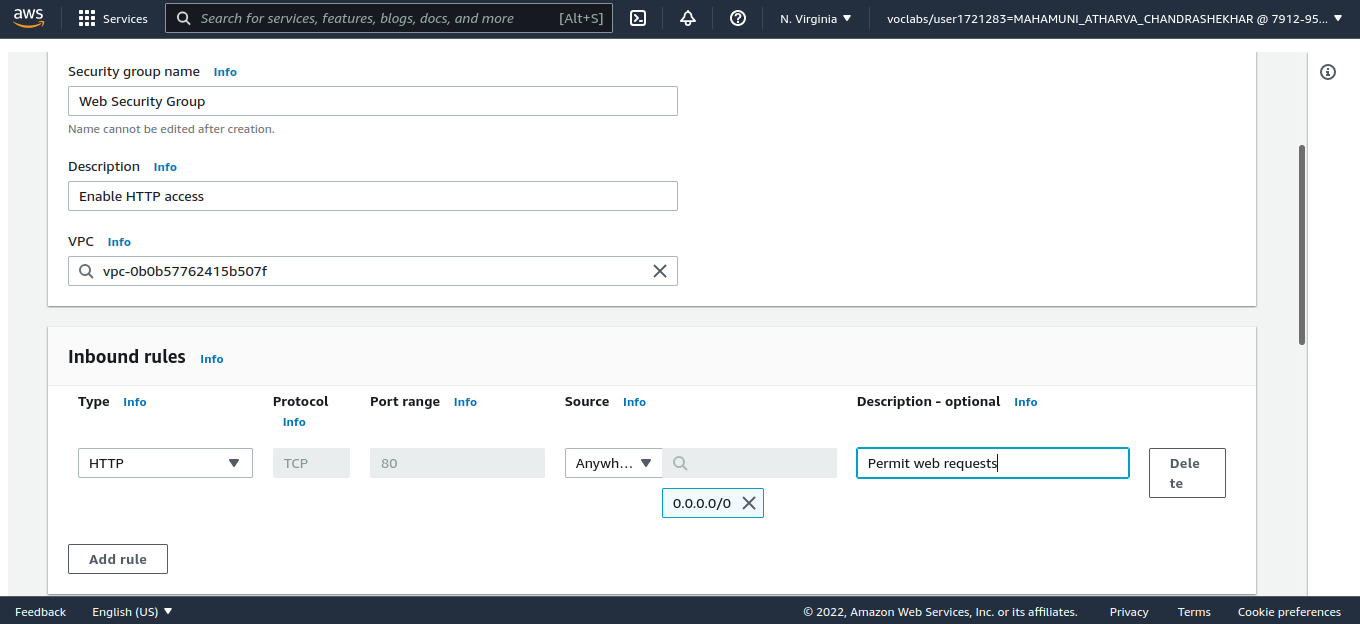 aws Services Search for services, features, blogs, docs, and more [Alt+S] N. Virginia voclabs/user1721283=MAHAMUNI_ATHARVA_CHANDRASHEKHAR @ 7912-95...
Security group name Info
Web Security Group
Name cannot be edited after creation.
Description Info
Enable HTTP access
VPC Info
vpc-0b0b57762415b507f
Inbound rules Info
Type Info Protocol Info Port range Info Source Info Description - optional Info
HTTP TCP 80 Anywh... Permit web requests Dele
te
0.0.0.0/0
Add rule
Feedback English (US) © 2022, Amazon Web Services, Inc. or its affiliates. Privacy Terms Cookie preferences